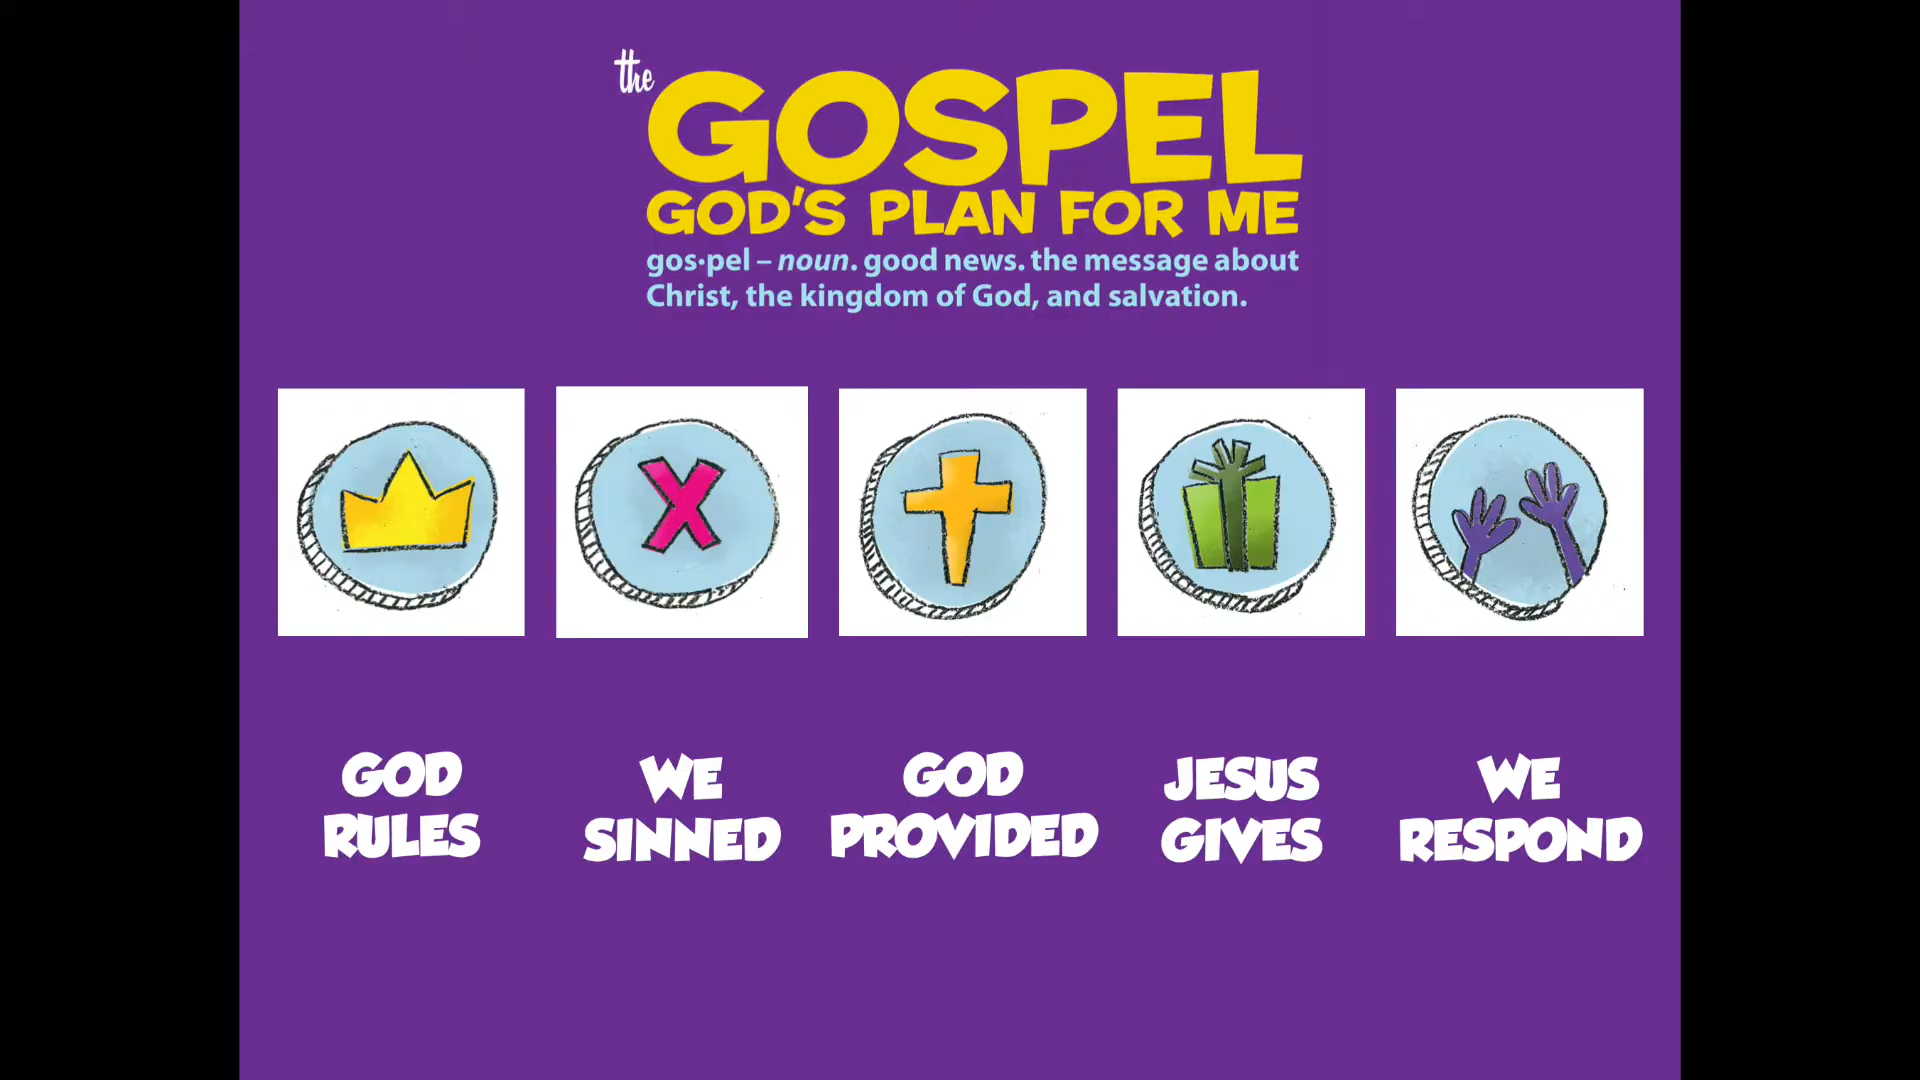 the
GOSPEL
GOD'S PLAN FOR ME
gos·pel – noun. good news. the message about
Christ, the kingdom of God, and salvation.
X
GOD
RULES
WE
SINNED
GOD
PROVIDED
JESUS
GIVES
WE
RESPOND